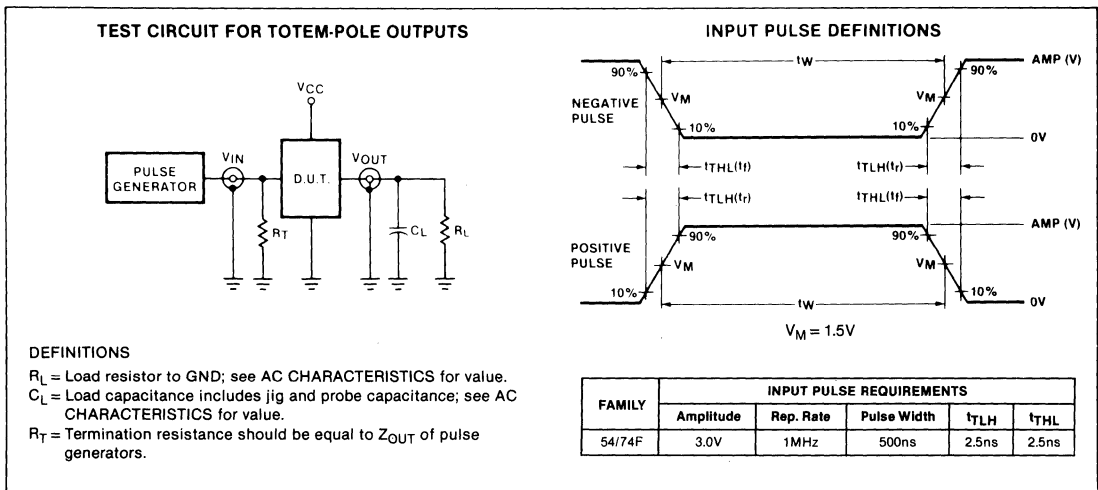 TEST CIRCUIT FOR TOTEM-POLE OUTPUTS
VCC
PULSE GENERATOR
VIN
D.U.T.
VOUT
RT
CL
RL
DEFINITIONS
RL = Load resistor to GND; see AC CHARACTERISTICS for value.
CL = Load capacitance includes jig and probe capacitance; see AC
CHARACTERISTICS for value.
RT = Termination resistance should be equal to ZOUT of pulse
generators.
INPUT PULSE DEFINITIONS
tW
AMP (V)
90%
90%
NEGATIVE
PULSE
VM
VM
10%
10%
0V
tTHL(tf)
tTLH(tr)
tTLH(tr)
tTHL(tf)
AMP (V)
90%
90%
POSITIVE
PULSE
VM
VM
10%
10%
tW
0V
VM = 1.5V
FAMILY
INPUT PULSE REQUIREMENTS
Amplitude Rep. Rate Pulse Width tTLH tTHL
54/74F 3.0V 1MHz 500ns 2.5ns 2.5ns